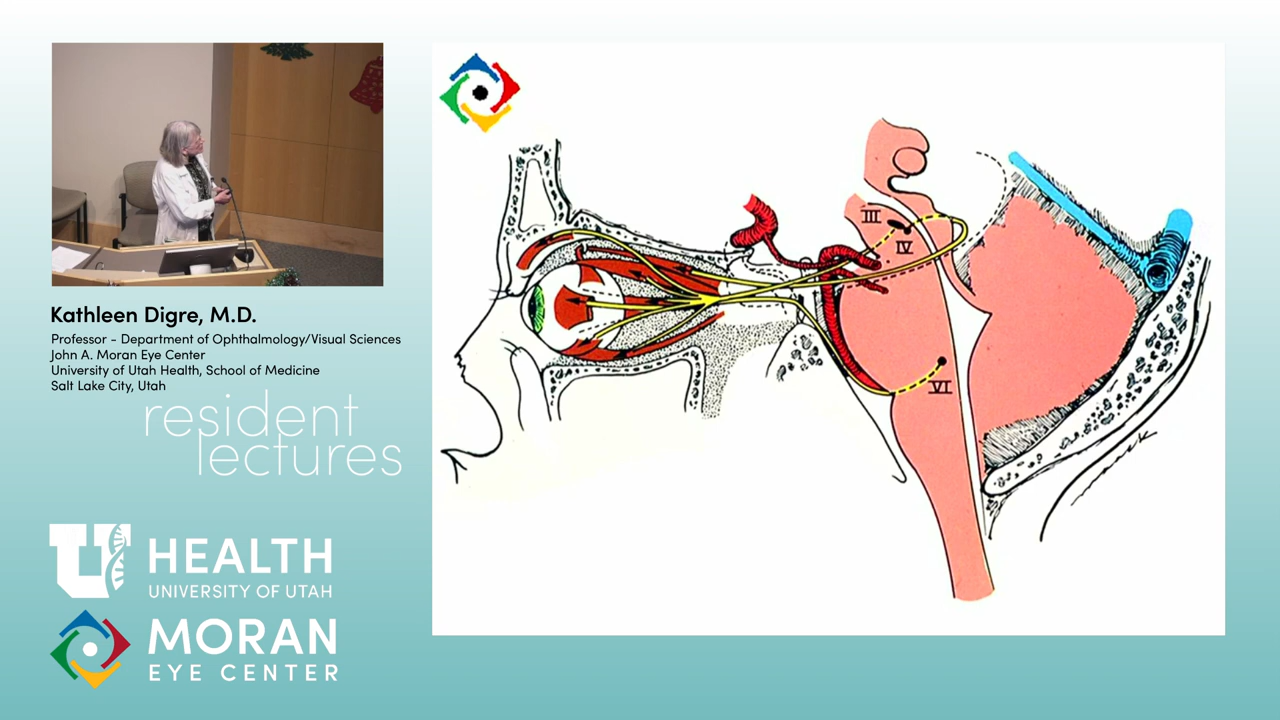 Kathleen Digre, M.D.
Professor - Department of Ophthalmology/Visual Sciences
John A. Moran Eye Center
University of Utah Health, School of Medicine
Salt Lake City, Utah
resident
lectures
U HEALTH
UNIVERSITY OF UTAH
MORAN
EYE CENTER
III
IV
VI